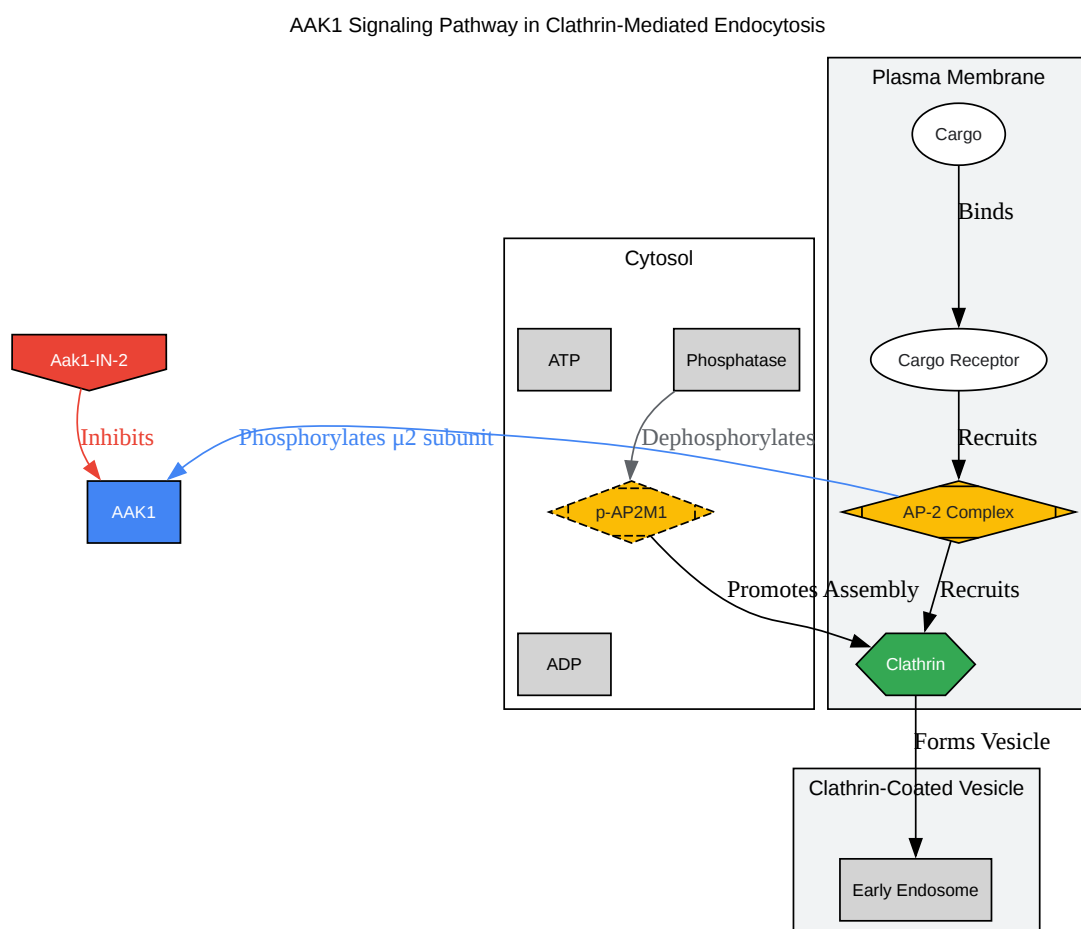 AAK1 Signaling Pathway in Clathrin-Mediated Endocytosis
Plasma Membrane
Cargo
Binds
Cytosol
Aak1-IN-2
ATP
Phosphatase
Cargo Receptor
Inhibits
Phosphorylates μ2 subunit
Dephosphorylates
Recruits
AAK1
p-AP2M1
AP-2 Complex
Promotes Assembly
Recruits
ADP
Clathrin
Forms Vesicle
Clathrin-Coated Vesicle
Early Endosome